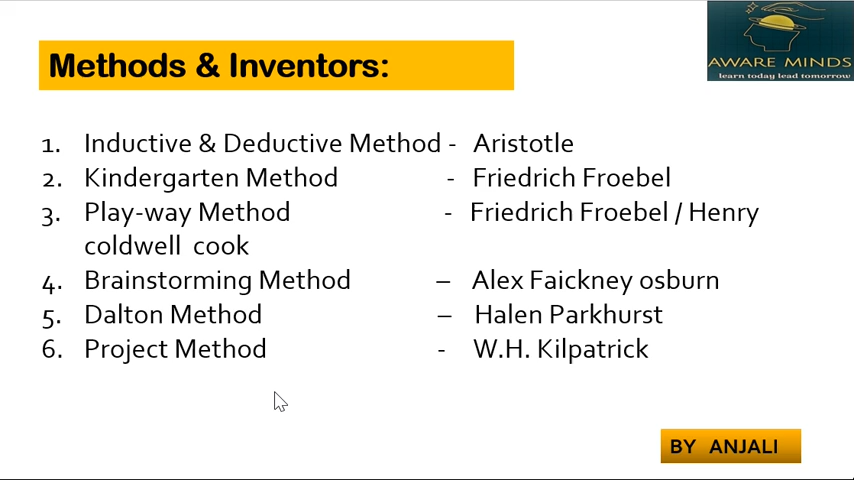 AWARE MINDS
learn today lead tomorrow
Methods & Inventors:
1. Inductive & Deductive Method - Aristotle
2. Kindergarten Method - Friedrich Froebel
3. Play-way Method - Friedrich Froebel / Henry
coldwell cook
4. Brainstorming Method – Alex Faickney osburn
5. Dalton Method – Halen Parkhurst
6. Project Method - W.H. Kilpatrick
BY ANJALI